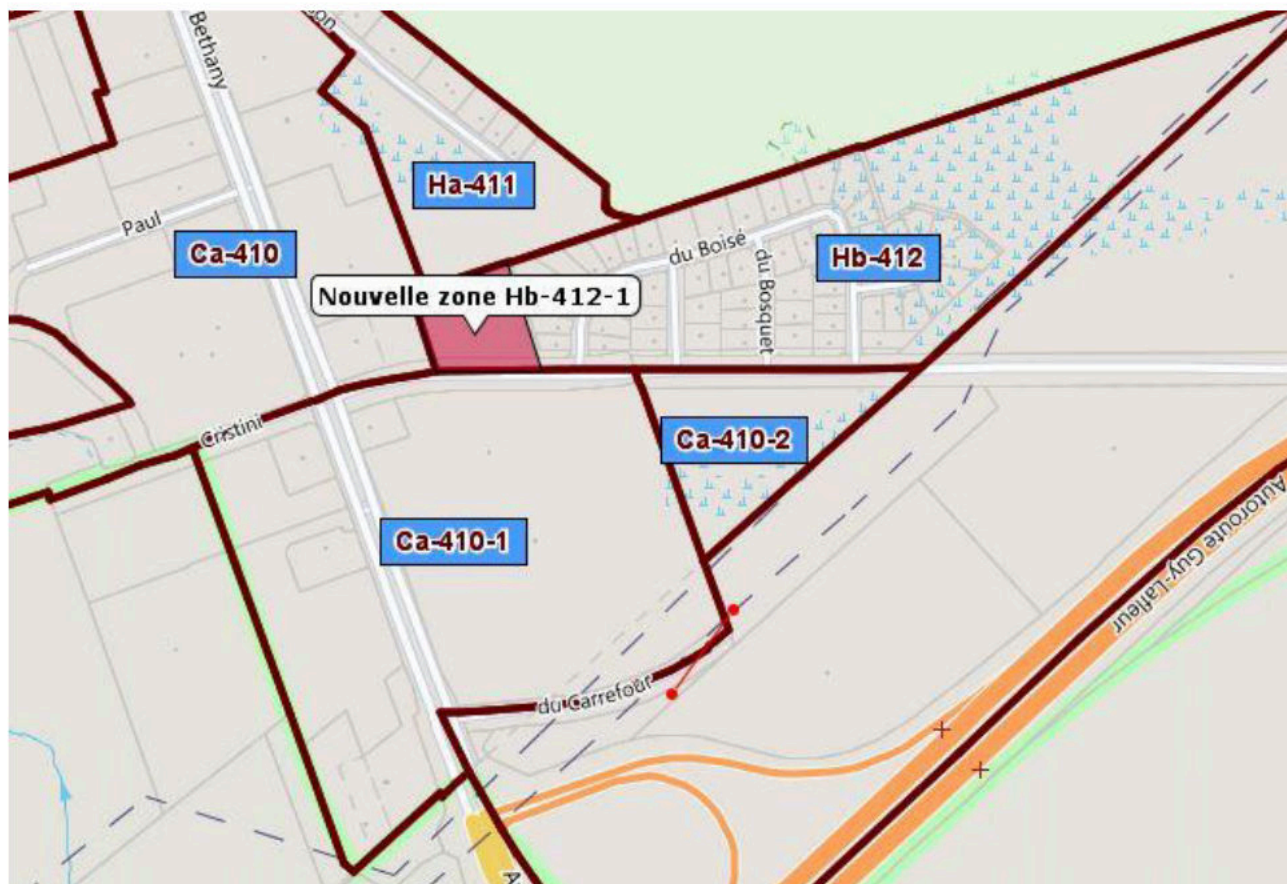 Bethany
son
Ha-411
Paul
Ca-410
du Boisé
Hb-412
Nouvelle zone Hb-412-1
du Bosquet
Cristini
Ca-410-2
Ca-410-1
Autoroute Guy-Lafleur
du Carrefour